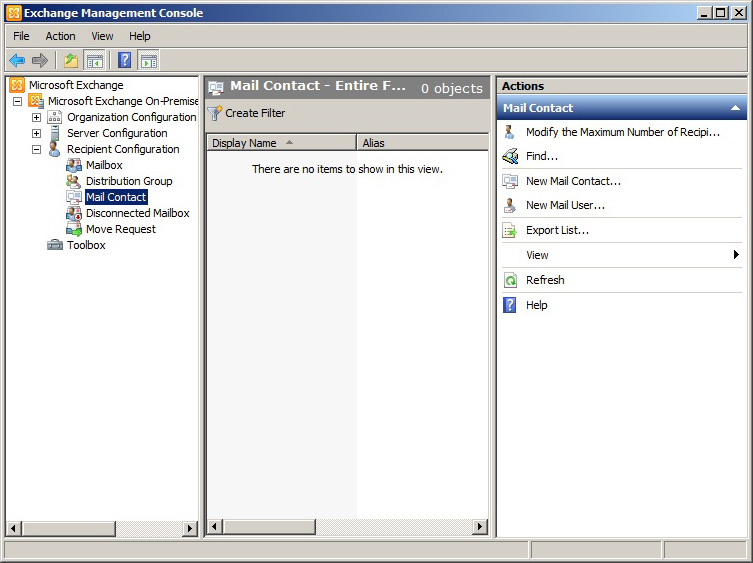 Exchange Management Console
File Action View Help
Microsoft Exchange
Microsoft Exchange On-Premise
Organization Configuration
Server Configuration
Recipient Configuration
Mailbox
Distribution Group
Mail Contact
Disconnected Mailbox
Move Request
Toolbox
Mail Contact - Entire F... 0 objects
Create Filter
Display Name Alias
There are no items to show in this view.
Actions
Mail Contact
Modify the Maximum Number of Recipi...
Find...
New Mail Contact...
New Mail User...
Export List...
View
Refresh
Help